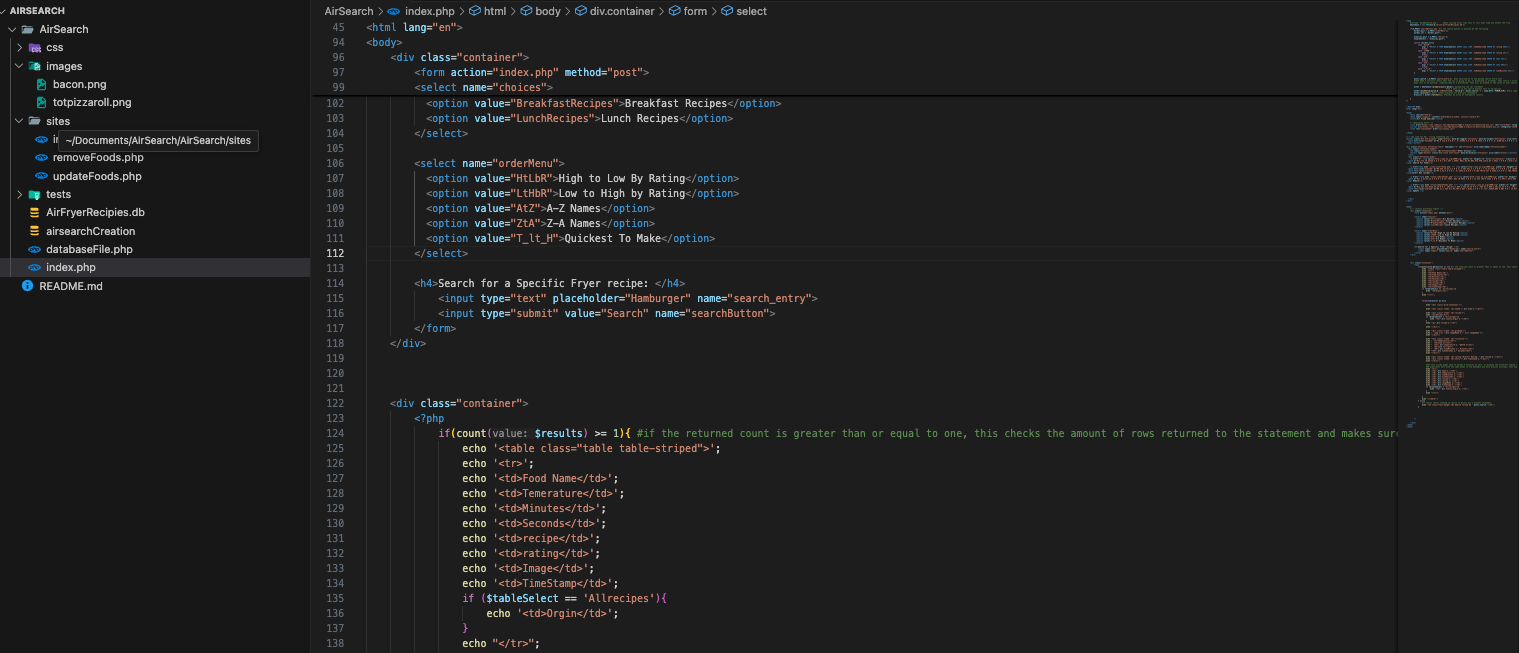 AIRSEARCH
AirSearch
css
images
bacon.png
totpizzaroll.png
sites
~/Documents/AirSearch/AirSearch/sites
removeFoods.php
updateFoods.php
tests
AirFryerRecipies.db
airsearchCreation
databaseFile.php
index.php
README.md
AirSearch > index.php > html > body > div.container > form > select
45 <html lang="en">
94 <body>
96 <div class="container">
97 <form action="index.php" method="post">
99 <select name="choices">
102 <option value="BreakfastRecipes">Breakfast Recipes</option>
103 <option value="LunchRecipes">Lunch Recipes</option>
104 </select>
105
106 <select name="orderMenu">
107 <option value="HtLbR">High to Low By Rating</option>
108 <option value="LtHbR">Low to High by Rating</option>
109 <option value="AtZ">A-Z Names</option>
110 <option value="ZtA">Z-A Names</option>
111 <option value="T_lt_H">Quickest To Make</option>
112 </select>
113
114 <h4>Search for a Specific Fryer recipe: </h4>
115 <input type="text" placeholder="Hamburger" name="search_entry">
116 <input type="submit" value="Search" name="searchButton">
117 </form>
118 </div>
119
120
121
122 <div class="container">
123 <?php
124 if(count(value: $results) >= 1){ #if the returned count is greater than or equal to one, this checks the amount of rows returned to the statement and makes sure
125 echo '<table class="table table-striped">';
126 echo '<tr>';
127 echo '<td>Food Name</td>';
128 echo '<td>Temerature</td>';
129 echo '<td>Minutes</td>';
130 echo '<td>Seconds</td>';
131 echo '<td>recipe</td>';
132 echo '<td>rating</td>';
133 echo '<td>Image</td>';
134 echo '<td>TimeStamp</td>';
135 if ($tableSelect == 'Allrecipes'){
136 echo '<td>Orgin</td>';
137 }
138 echo "</tr>";